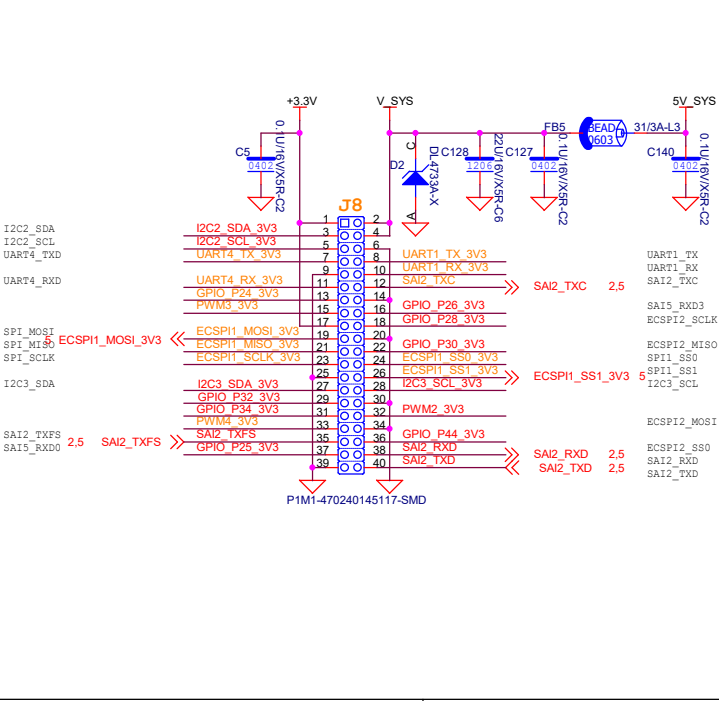 +3.3V V_SYS 5V_SYS
C5 0402 0.1U/16V/X5R-C2
D2 C A DL4733A-X
C128 1206 22U/16V/X5R-C6
C127 0402 0.1U/16V/X5R-C2
FB5 BEAD 0603 31/3A-L3
C140 0402 0.1U/16V/X5R-C2
J8
1 2
I2C2_SDA I2C2_SDA_3V3 3 4
I2C2_SCL I2C2_SCL_3V3 5 6
UART4_TXD UART4_TX_3V3 7 8 UART1_TX_3V3 UART1_TX
9 10 UART1_RX_3V3 UART1_RX
UART4_RXD UART4_RX_3V3 11 12 SAI2_TXC SAI2_TXC 2,5 SAI2_TXC
GPIO_P24_3V3 13 14
PWM3_3V3 15 16 GPIO_P26_3V3 SAI5_RXD3
17 18 GPIO_P28_3V3 ECSPI2_SCLK
SPI_MOSI 5 ECSPI1_MOSI_3V3 ECSPI1_MOSI_3V3 19 20
SPI_MISO ECSPI1_MISO_3V3 21 22 GPIO_P30_3V3 ECSPI2_MISO
SPI_SCLK ECSPI1_SCLK_3V3 23 24 ECSPI1_SS0_3V3 SPI1_SS0
25 26 ECSPI1_SS1_3V3 ECSPI1_SS1_3V3 5 SPI1_SS1
I2C3_SDA I2C3_SDA_3V3 27 28 I2C3_SCL_3V3 I2C3_SCL
GPIO_P32_3V3 29 30
GPIO_P34_3V3 31 32 PWM2_3V3 ECSPI2_MOSI
PWM4_3V3 33 34
SAI2_TXFS 2,5 SAI2_TXFS SAI2_TXFS 35 36 GPIO_P44_3V3 ECSPI2_SS0
SAI5_RXD0 GPIO_P25_3V3 37 38 SAI2_RXD SAI2_RXD 2,5 SAI2_RXD
39 40 SAI2_TXD SAI2_TXD 2,5 SAI2_TXD
P1M1-470240145117-SMD